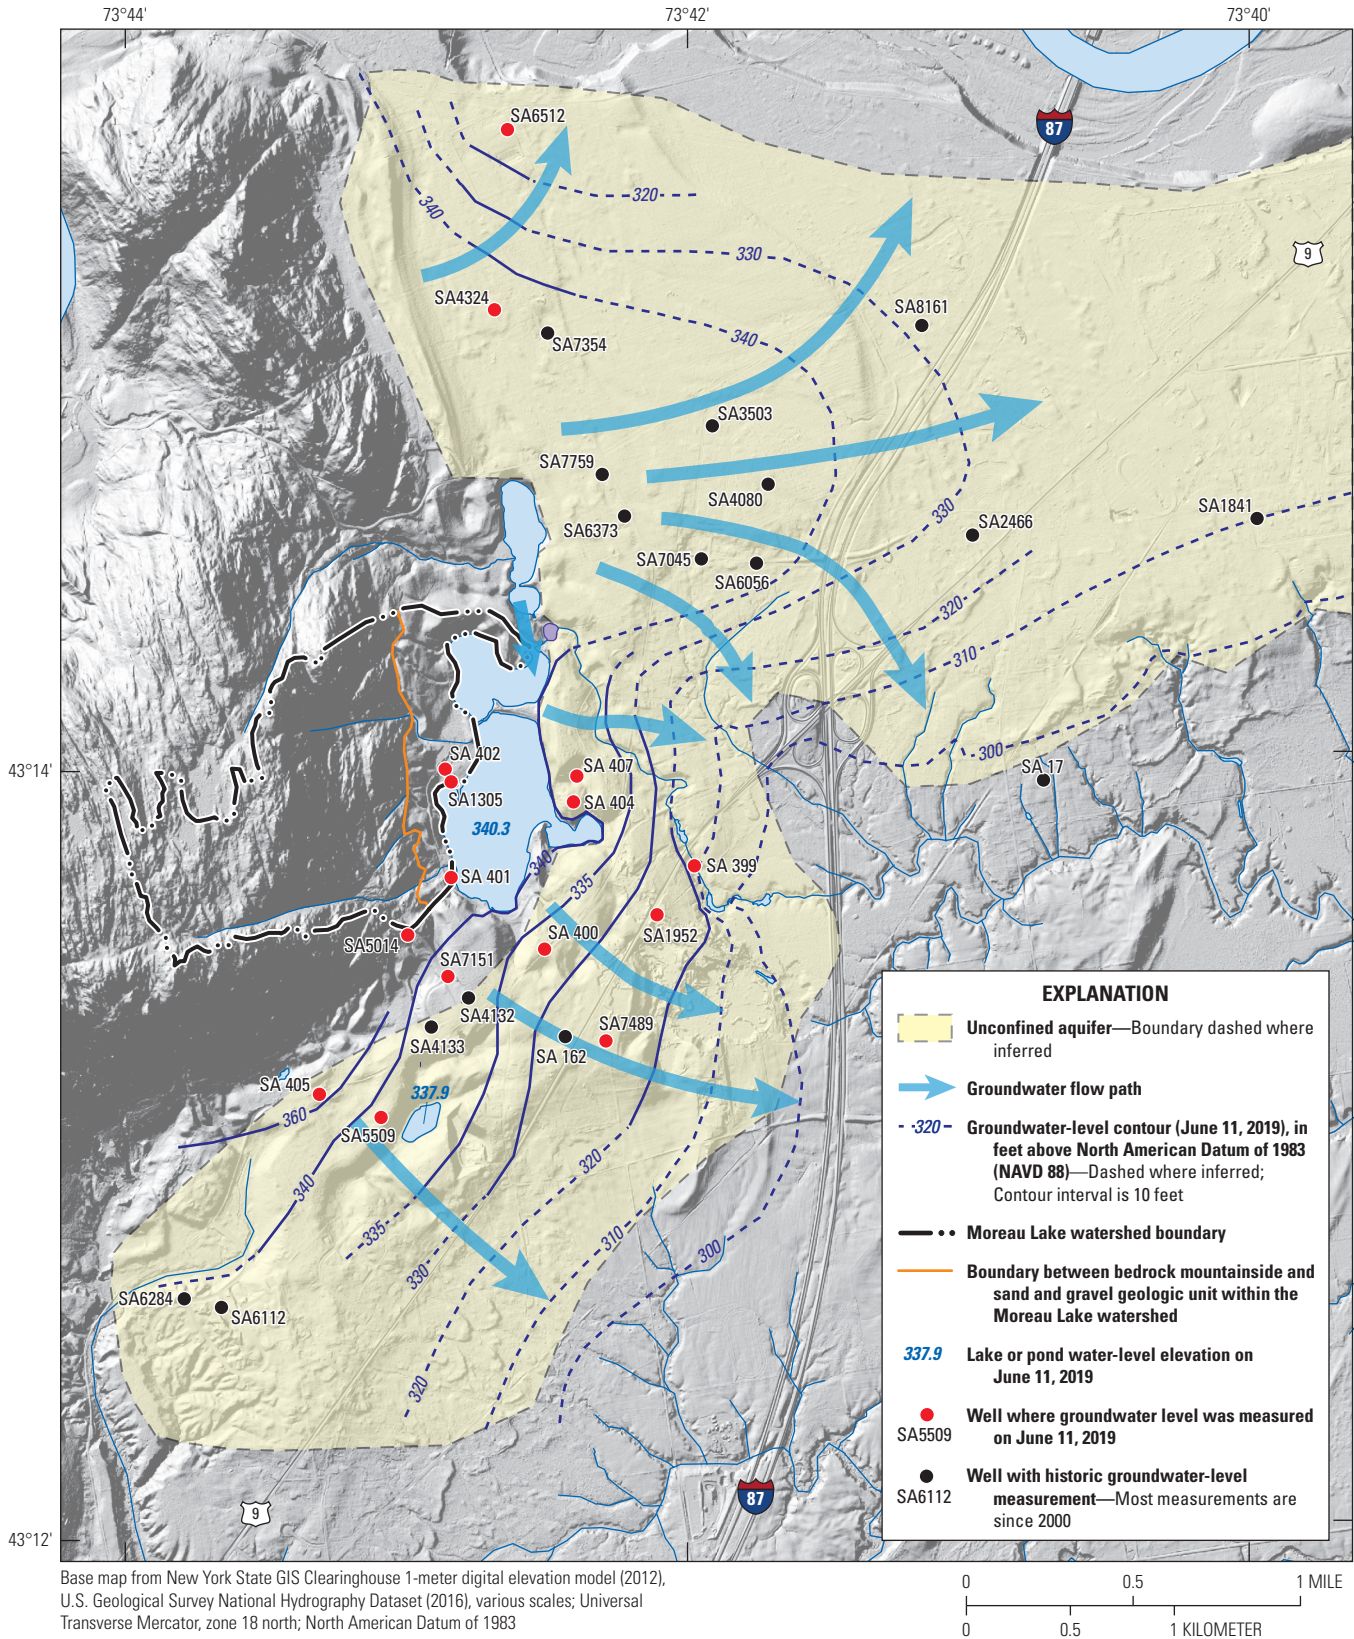 73°44'
73°42'
73°40'
SA6512
87
320
340
330
9
SA4324
SA8161
SA7354
340
SA3503
SA7759
SA4080
SA6373
330
SA2466
SA1841
SA7045
SA6056
320
310
300
43°14'
SA 402
SA 407
SA 17
SA1305
SA 404
340.3
340
SA 399
335
SA 401
SA1952
SA 400
SA5014
SA7151
SA4132
SA7489
SA4133
SA 162
SA 405
337.9
360
SA5509
320
340
335
310
300
330
SA6284
SA6112
320
9
87
43°12'
EXPLANATION
Unconfined aquifer—Boundary dashed where
inferred
Groundwater flow path
320
Groundwater-level contour (June 11, 2019), in
feet above North American Datum of 1983
(NAVD 88)—Dashed where inferred;
Contour interval is 10 feet
Moreau Lake watershed boundary
Boundary between bedrock mountainside and
sand and gravel geologic unit within the
Moreau Lake watershed
337.9
Lake or pond water-level elevation on
June 11, 2019
SA5509
Well where groundwater level was measured
on June 11, 2019
SA6112
Well with historic groundwater-level
measurement—Most measurements are
since 2000
Base map from New York State GIS Clearinghouse 1-meter digital elevation model (2012),
U.S. Geological Survey National Hydrography Dataset (2016), various scales; Universal
Transverse Mercator, zone 18 north; North American Datum of 1983
0 0.5 1 MILE
0 0.5 1 KILOMETER